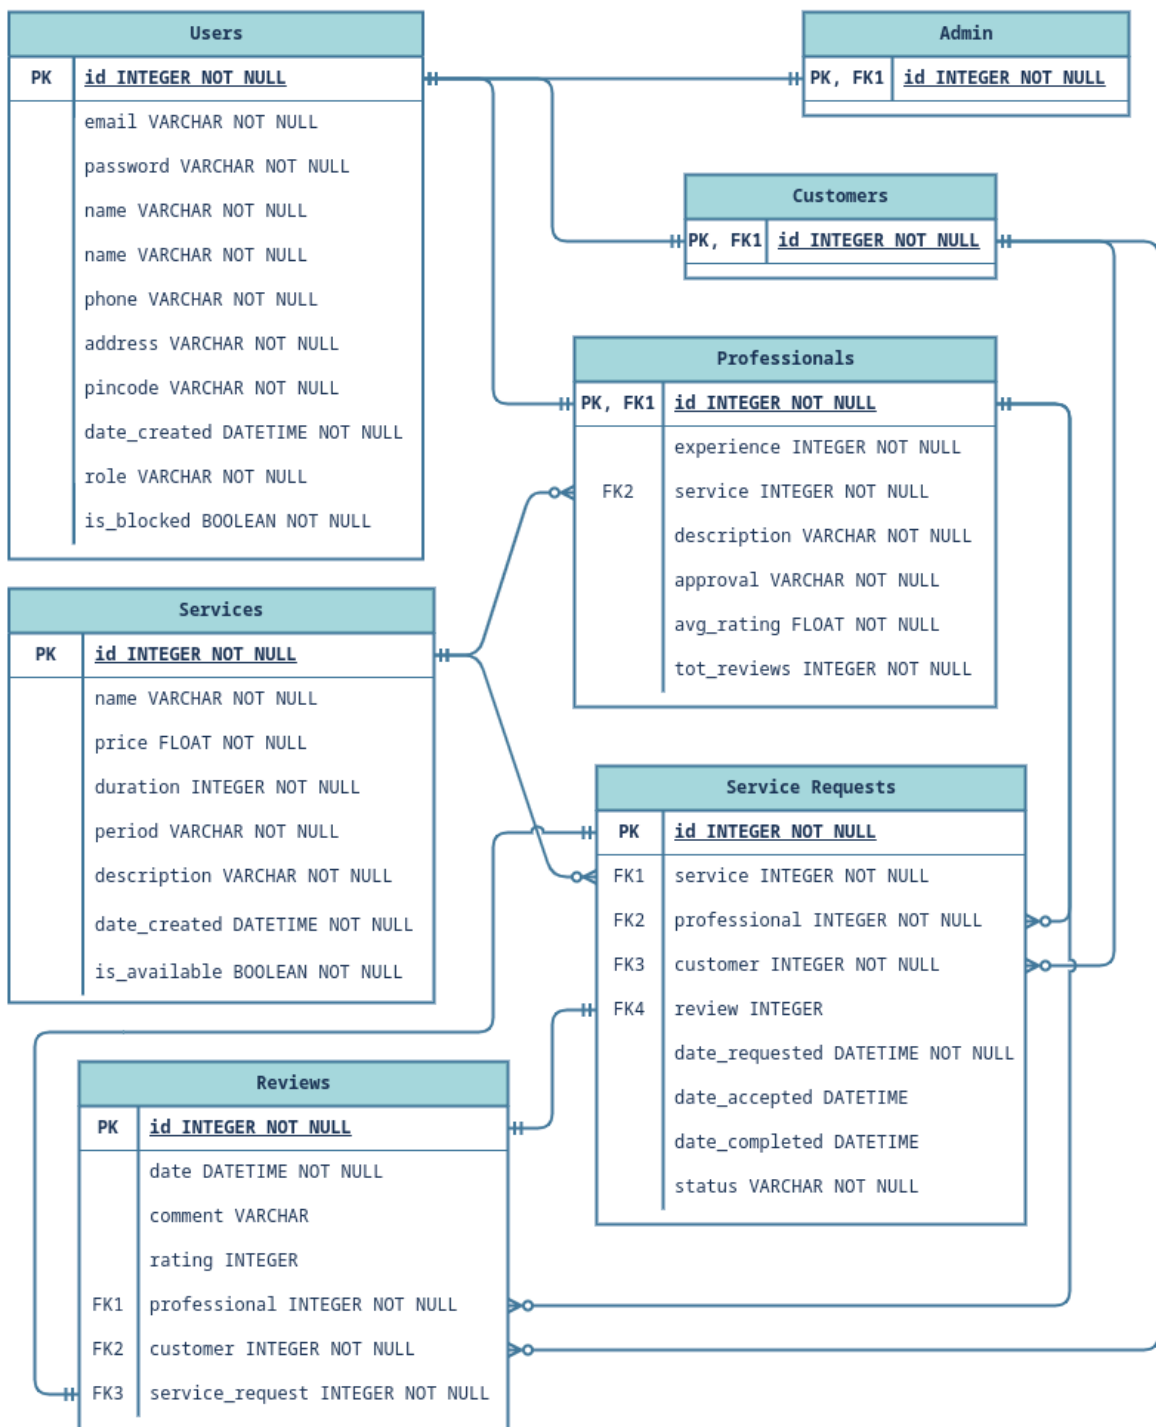 Users
PK id INTEGER NOT NULL
email VARCHAR NOT NULL
password VARCHAR NOT NULL
name VARCHAR NOT NULL
name VARCHAR NOT NULL
phone VARCHAR NOT NULL
address VARCHAR NOT NULL
pincode VARCHAR NOT NULL
date_created DATETIME NOT NULL
role VARCHAR NOT NULL
is_blocked BOOLEAN NOT NULL
Admin
PK, FK1 id INTEGER NOT NULL
Customers
PK, FK1 id INTEGER NOT NULL
Professionals
PK, FK1 id INTEGER NOT NULL
experience INTEGER NOT NULL
FK2 service INTEGER NOT NULL
description VARCHAR NOT NULL
approval VARCHAR NOT NULL
avg_rating FLOAT NOT NULL
tot_reviews INTEGER NOT NULL
Services
PK id INTEGER NOT NULL
name VARCHAR NOT NULL
price FLOAT NOT NULL
duration INTEGER NOT NULL
period VARCHAR NOT NULL
description VARCHAR NOT NULL
date_created DATETIME NOT NULL
is_available BOOLEAN NOT NULL
Service Requests
PK id INTEGER NOT NULL
FK1 service INTEGER NOT NULL
FK2 professional INTEGER NOT NULL
FK3 customer INTEGER NOT NULL
FK4 review INTEGER
date_requested DATETIME NOT NULL
date_accepted DATETIME
date_completed DATETIME
status VARCHAR NOT NULL
Reviews
PK id INTEGER NOT NULL
date DATETIME NOT NULL
comment VARCHAR
rating INTEGER
FK1 professional INTEGER NOT NULL
FK2 customer INTEGER NOT NULL
FK3 service_request INTEGER NOT NULL